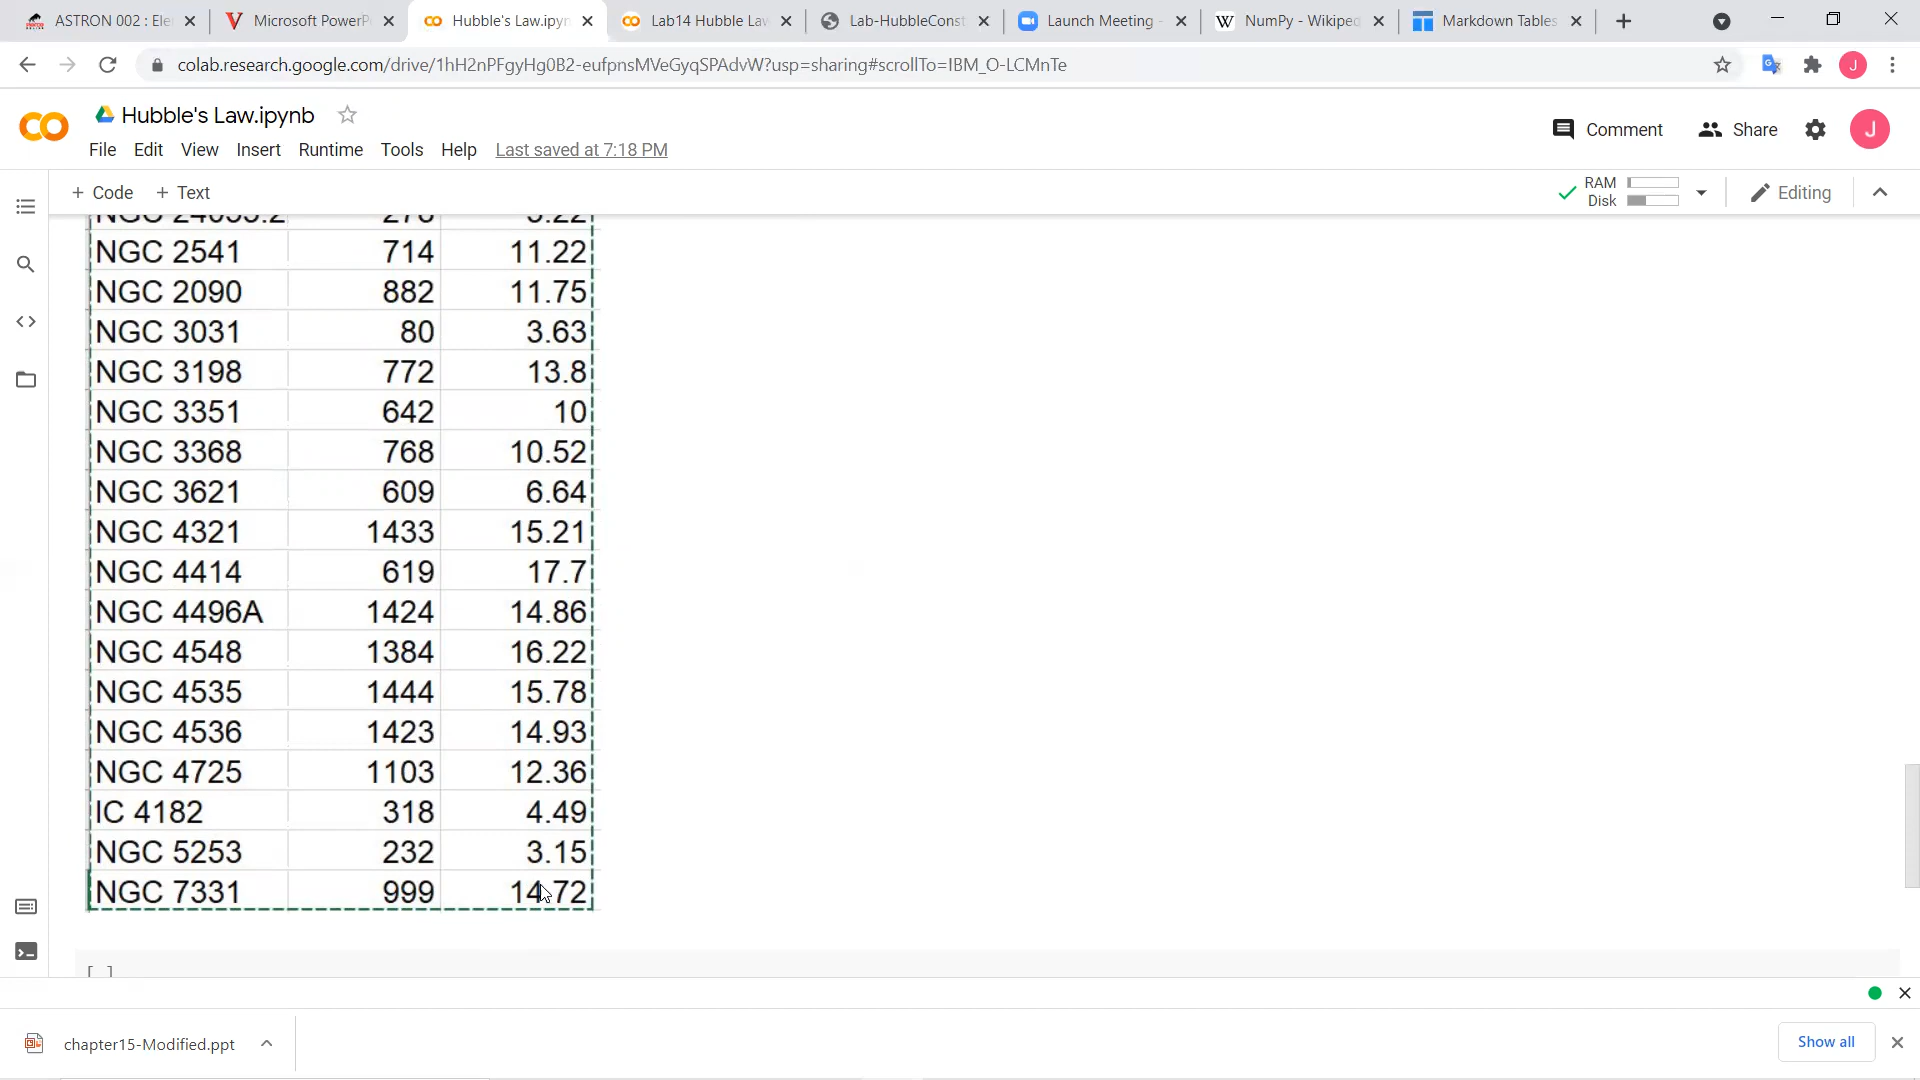 ASTRON 002 : Ele
Microsoft PowerP
Hubble's Law.ipyn
Lab14 Hubble Law
Lab-HubbleConst
Launch Meeting -
W NumPy - Wikiped
Markdown Tables
colab.research.google.com/drive/1hH2nPFgyHg0B2-eufpnsMVeGyqSPAdvW?usp=sharing#scrollTo=IBM_O-LCMnTe
J
Hubble's Law.ipynb
Comment
Share
J
File Edit View Insert Runtime Tools Help Last saved at 7:18 PM
+ Code + Text
RAM
Disk
Editing
NGC 2541 714 11.22
NGC 2090 882 11.75
NGC 3031 80 3.63
NGC 3198 772 13.8
NGC 3351 642 10
NGC 3368 768 10.52
NGC 3621 609 6.64
NGC 4321 1433 15.21
NGC 4414 619 17.7
NGC 4496A 1424 14.86
NGC 4548 1384 16.22
NGC 4535 1444 15.78
NGC 4536 1423 14.93
NGC 4725 1103 12.36
IC 4182 318 4.49
NGC 5253 232 3.15
NGC 7331 999 14.72
[ ]
chapter15-Modified.ppt
Show all